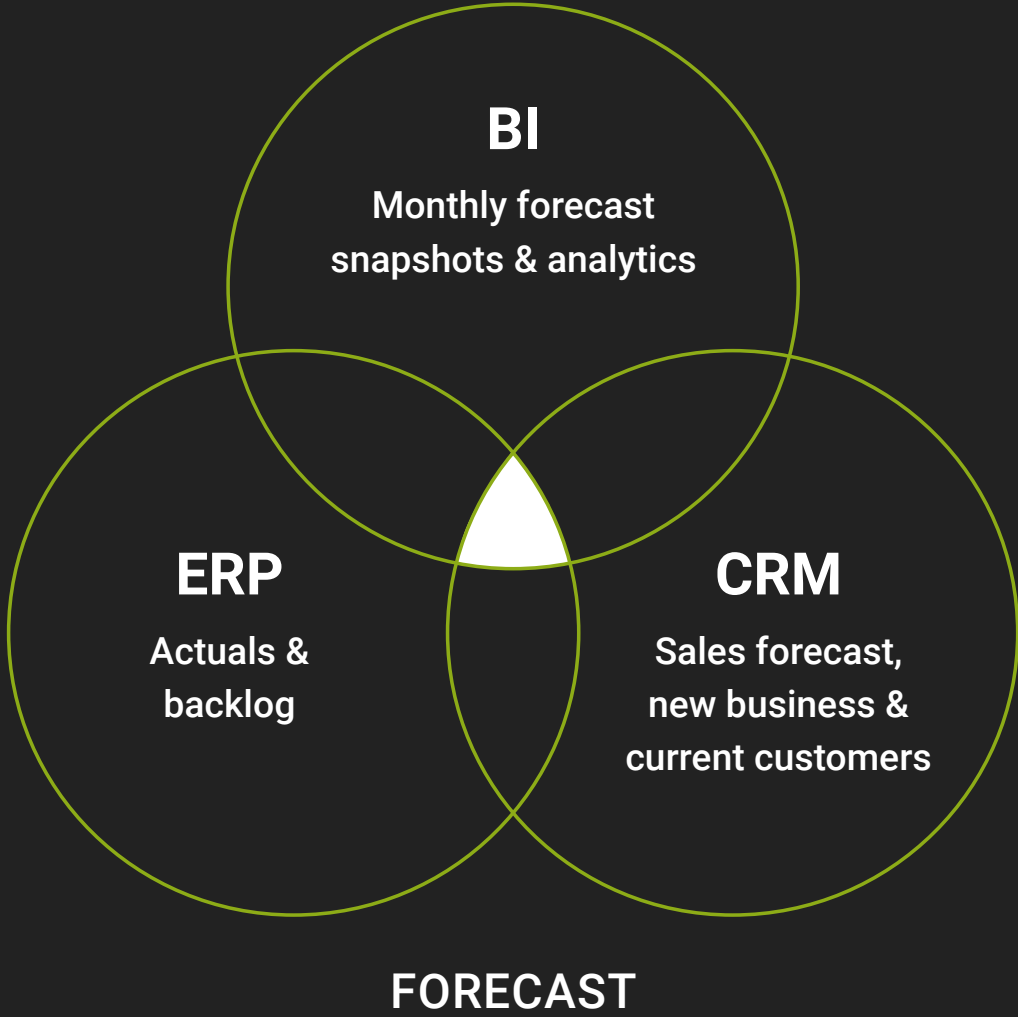 BI
Monthly forecast
snapshots & analytics
ERP
Actuals &
backlog
CRM
Sales forecast,
new business &
current customers
FORECAST